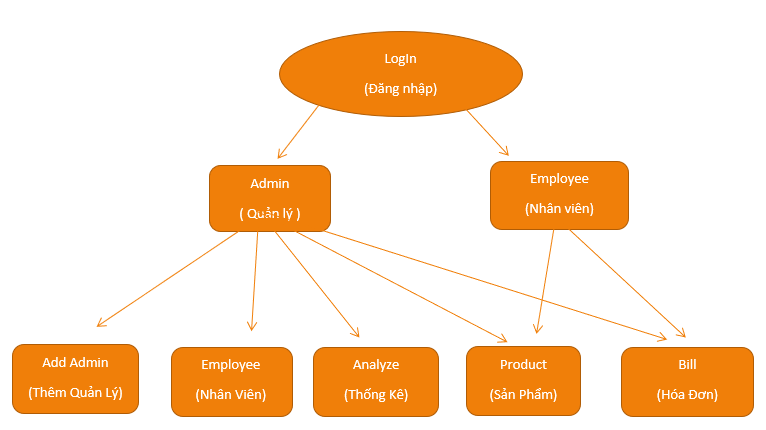 LogIn
(Đăng nhập)
Admin
( Quản lý )
Employee
(Nhân viên)
Add Admin
(Thêm Quản Lý)
Employee
(Nhân Viên)
Analyze
(Thống Kê)
Product
(Sản Phẩm)
Bill
(Hóa Đơn)